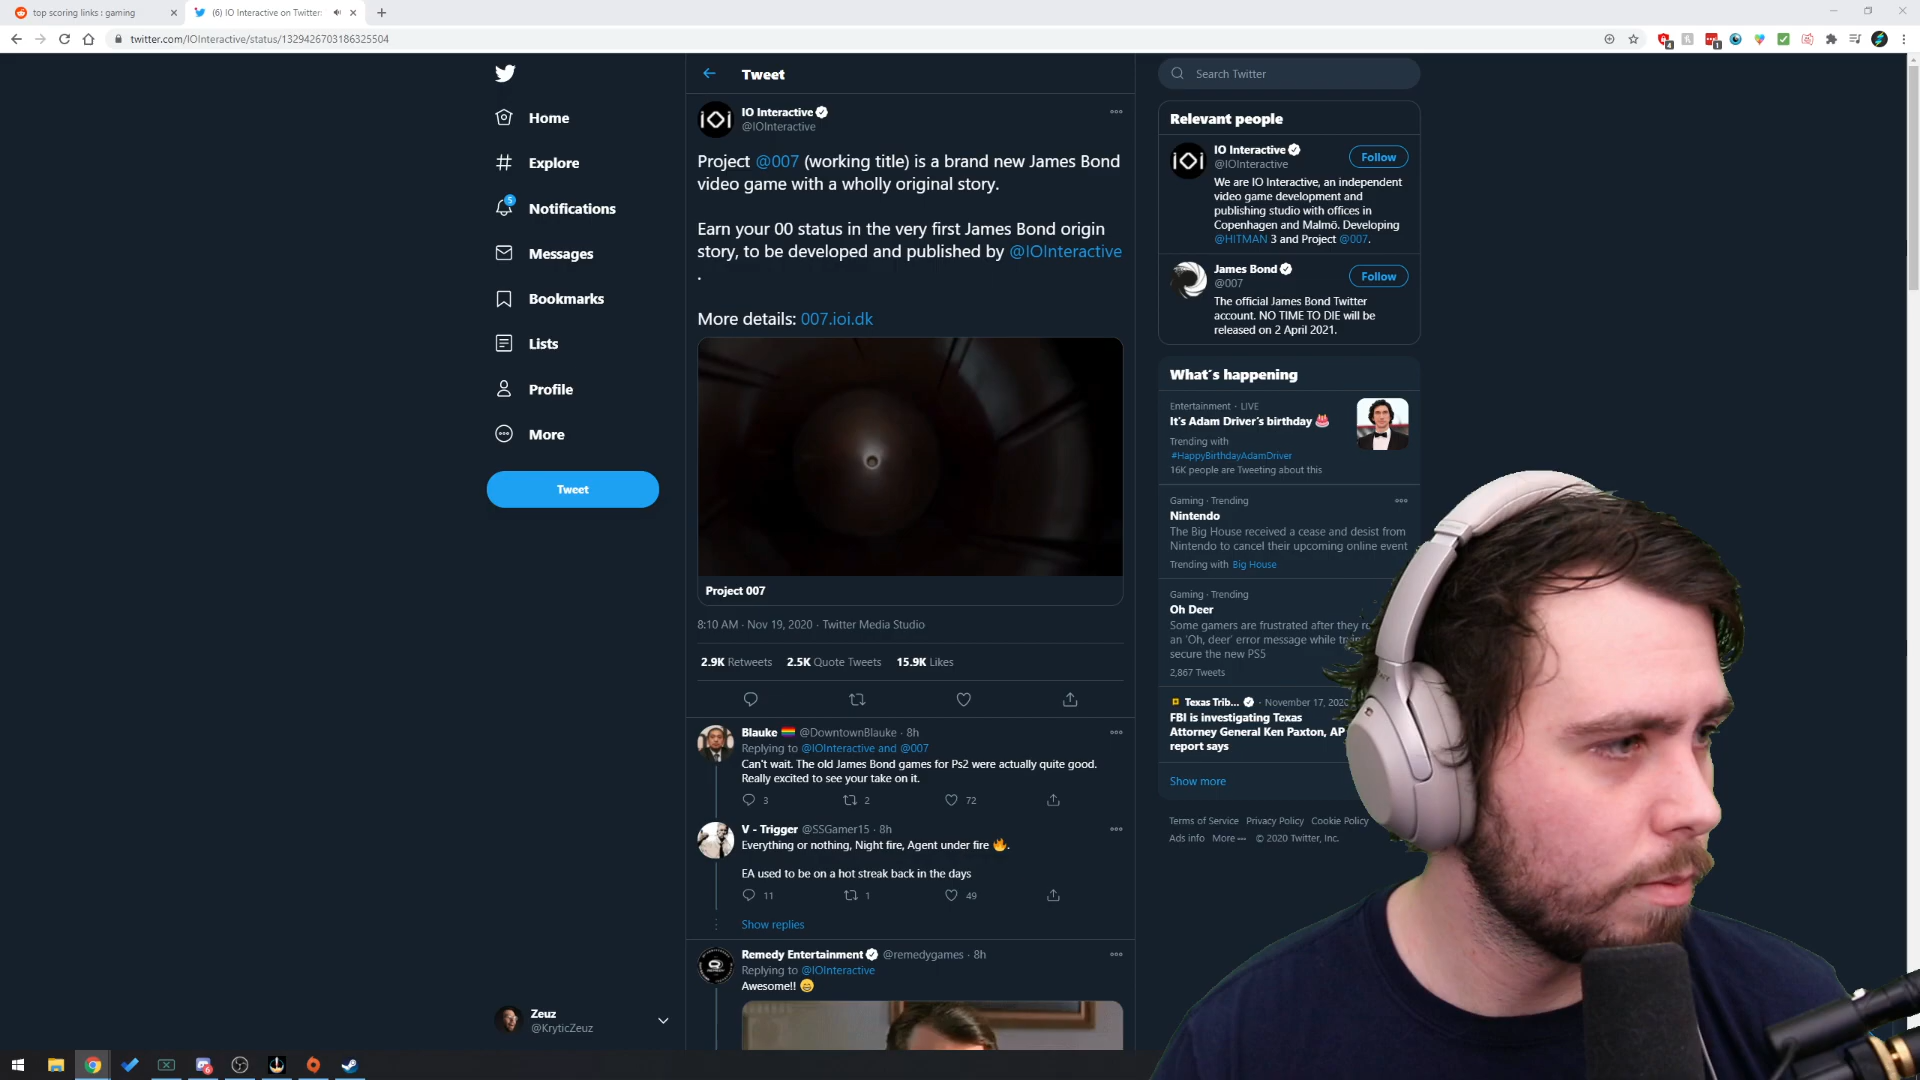 top scoring links : gaming
(6) IO Interactive on Twitter:
twitter.com/IOInteractive/status/1329426703186325504
Home
Explore
5
Notifications
Messages
Bookmarks
Lists
Profile
More
Tweet
Zeuz
@KryticZeuz
Tweet
IO Interactive
@IOInteractive
Project @007 (working title) is a brand new James Bond
video game with a wholly original story.
Earn your 00 status in the very first James Bond origin
story, to be developed and published by @IOInteractive
.
More details: 007.ioi.dk
Project 007
8:10 AM · Nov 19, 2020 · Twitter Media Studio
2.9K Retweets 2.5K Quote Tweets 15.9K Likes
Blauke @DowntownBlauke · 8h
Replying to @IOInteractive and @007
Can't wait. The old James Bond games for Ps2 were actually quite good.
Really excited to see your take on it.
3 2 72
V - Trigger @SSGamer15 · 8h
Everything or nothing, Night fire, Agent under fire 🔥.
EA used to be on a hot streak back in the days
11 1 49
Show replies
Remedy Entertainment @remedygames · 8h
Replying to @IOInteractive
Awesome!! 😁
Search Twitter
Relevant people
IO Interactive
@IOInteractive
Follow
We are IO Interactive, an independent
video game development and
publishing studio with offices in
Copenhagen and Malmö. Developing
@HITMAN 3 and Project @007.
James Bond
@007
Follow
The official James Bond Twitter
account. NO TIME TO DIE will be
released on 2 April 2021.
What's happening
Entertainment · LIVE
It's Adam Driver's birthday 🎂
Trending with
#HappyBirthdayAdamDriver
16K people are Tweeting about this
Gaming · Trending
Nintendo
The Big House received a cease and desist from
Nintendo to cancel their upcoming online event
Trending with Big House
Gaming · Trending
Oh Deer
Some gamers are frustrated after they
an 'Oh, deer' error message while
secure the new PS5
2,867 Tweets
Texas Trib... · November 17, 2020
FBI is investigating Texas
Attorney General Ken Paxton, AP
report says
Show more
Terms of Service Privacy Policy Cookie Policy
Ads info More ··· © 2020 Twitter, Inc.